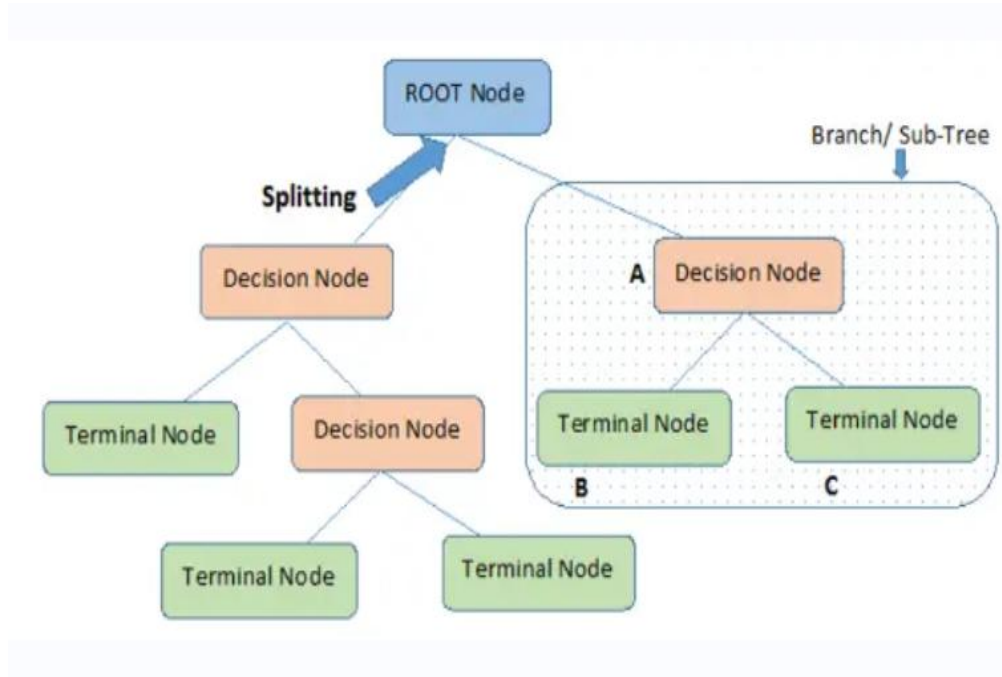 ROOT Node
Branch/ Sub-Tree
Splitting
Decision Node
A
Decision Node
Terminal Node
Decision Node
Terminal Node
Terminal Node
B
C
Terminal Node
Terminal Node